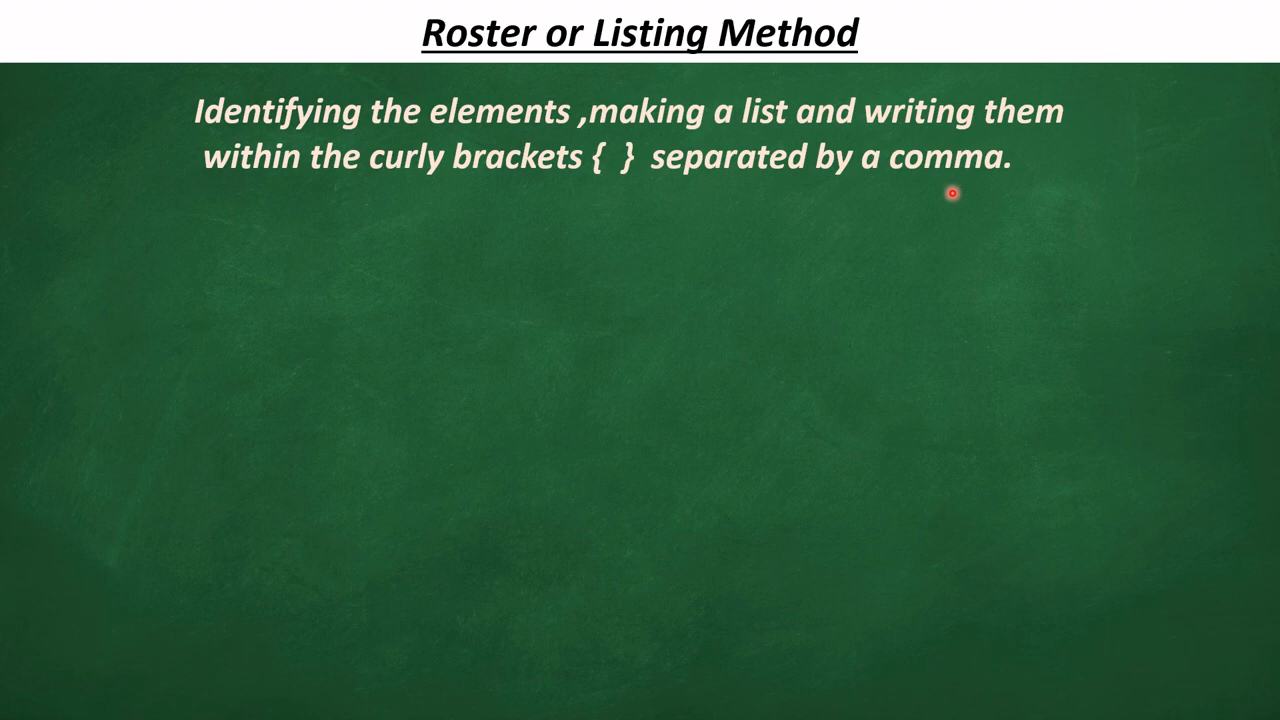 Roster or Listing Method
Identifying the elements ,making a list and writing them
within the curly brackets { } separated by a comma.